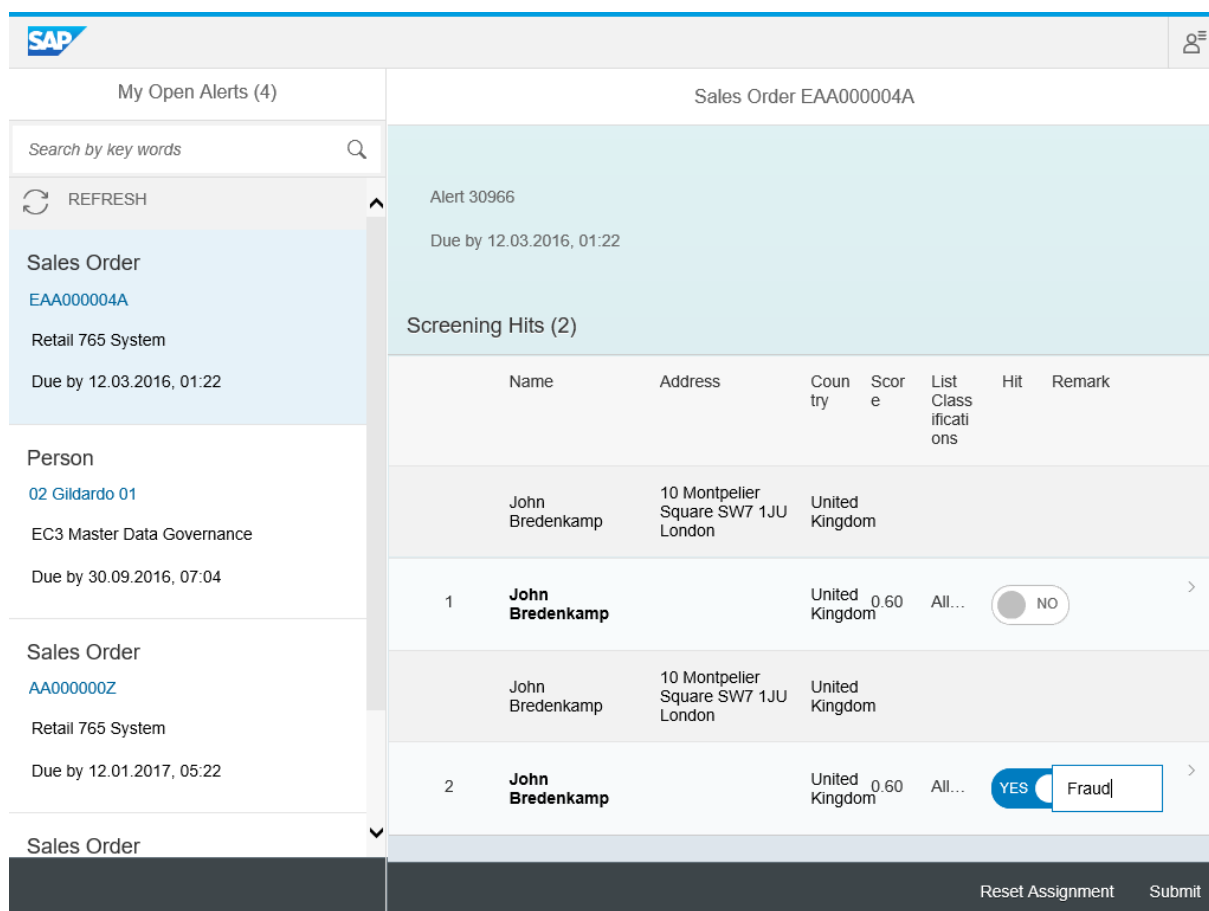 SAP
My Open Alerts (4)
Search by key words
REFRESH
Sales Order
EAA000004A
Retail 765 System
Due by 12.03.2016, 01:22
Person
02 Gildardo 01
EC3 Master Data Governance
Due by 30.09.2016, 07:04
Sales Order
AA000000Z
Retail 765 System
Due by 12.01.2017, 05:22
Sales Order
Sales Order EAA000004A
Alert 30966
Due by 12.03.2016, 01:22
Screening Hits (2)
Name Address Coun Scor List Hit Remark
try e Class
ificati
ons
John 10 Montpelier United
Bredenkamp Square SW7 1JU Kingdom
London
1 John United 0.60 All... NO
Bredenkamp Kingdom
John 10 Montpelier United
Bredenkamp Square SW7 1JU Kingdom
London
2 John United 0.60 All... YES Fraud
Bredenkamp Kingdom
Reset Assignment Submit